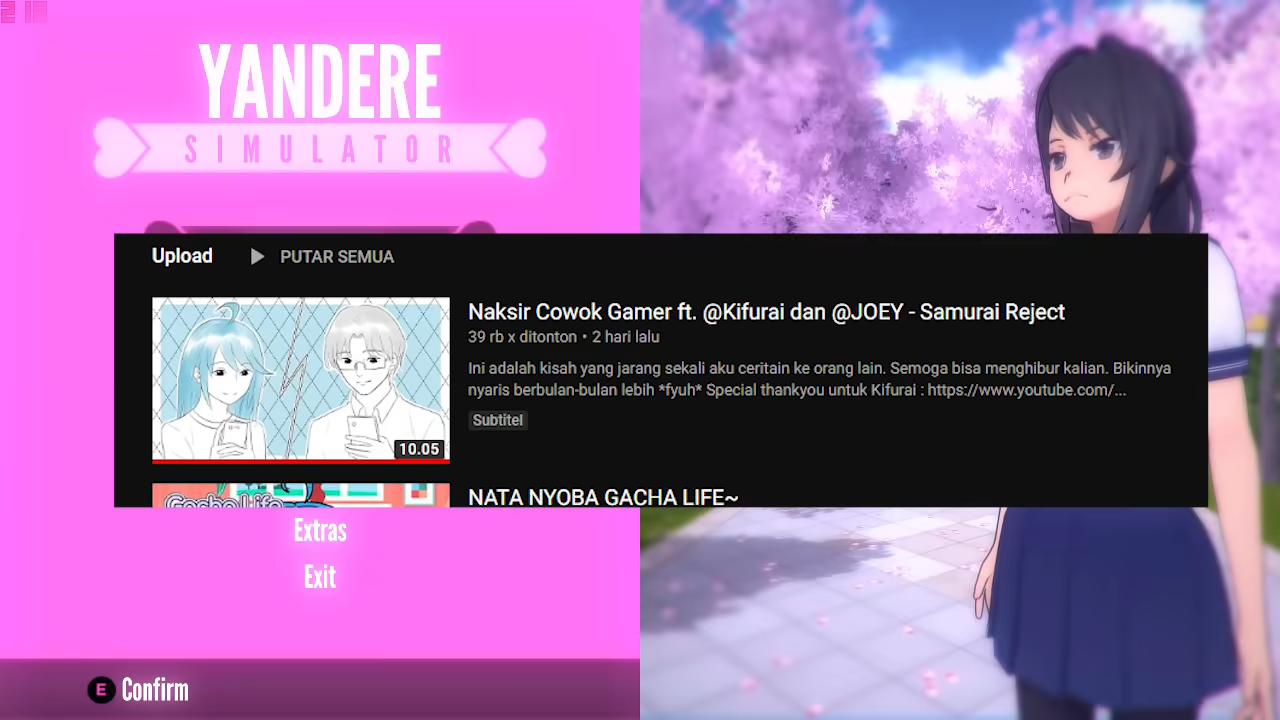 YANDERE
SIMULATOR
Upload
PUTAR SEMUA
Naksir Cowok Gamer ft. @Kifurai dan @JOEY - Samurai Reject
39 rb x ditonton • 2 hari lalu
Ini adalah kisah yang jarang sekali aku ceritain ke orang lain. Semoga bisa menghibur kalian. Bikinnya
nyaris berbulan-bulan lebih *fyuh* Special thankyou untuk Kifurai : https://www.youtube.com/...
Subtitel
10.05
Gacha Life
NATA NYOBA GACHA LIFE~
Extras
Exit
E Confirm